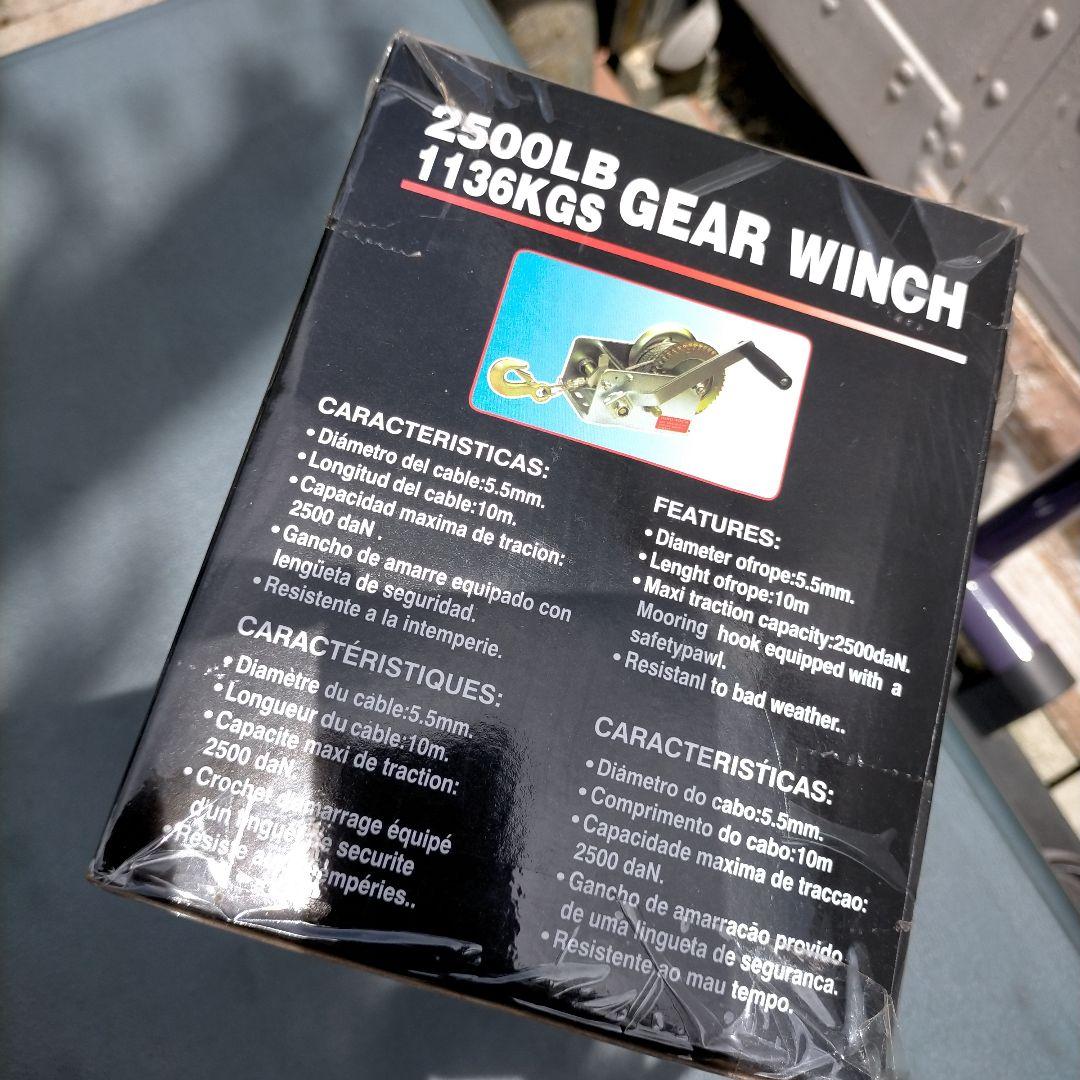 2500LB
1136KGS
GEAR WINCH
CARACTERISTICAS:
• Diámetro del cable:5.5mm.
• Longitud del cable:10m.
• Capacidad maxima de tracion:
2500 daN .
• Gancho de amarre equipado con
lengüeta de seguridad.
• Resistente a la intemperie.
CARACTÉRISTIQUES:
• Diamètre du câble:5.5mm.
• Longueur du cable:10m.
• Capacite maxi de traction:
2500 daN.
• Crochet équipé
d'un securite
• Résiste
FEATURES:
• Diameter ofrope:5.5mm.
• Lenght ofrope:10m
• Maxi traction capacity:2500daN.
Mooring hook equipped with a
safetypawl.
• Resistanl to bad weather..
CARACTERISTÍCAS:
• Diámetro do cabo:5.5mm.
• Comprimento do cabo:10m
• Capacidade maxima de traccao:
2500 daN.
• Gancho de amarracão provido
de uma lingueta de seguranca.
• Resistente ao mau tempo.